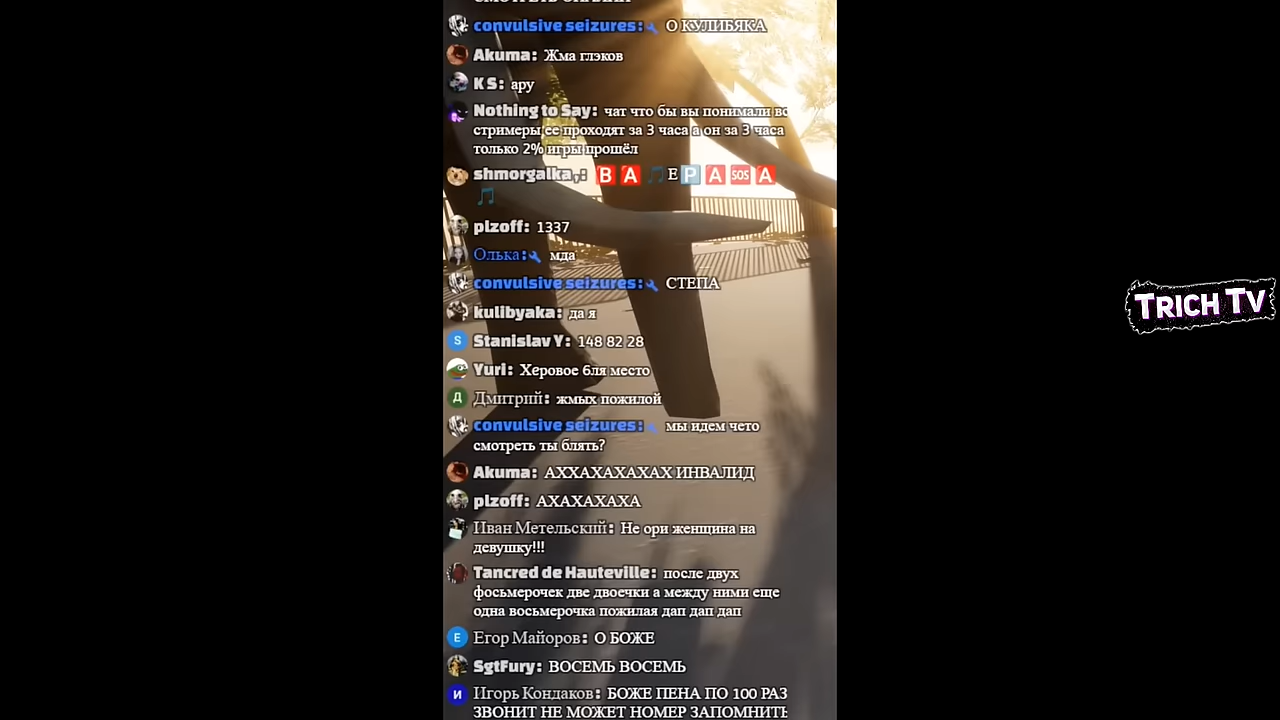 convulsive seizures: О КУЛИБЯКА
Akuma: Жма глэков
K S: ару
Nothing to Say: чат что бы вы понимали вс
стримеры ее проходят за 3 часа а он за 3 часа
только 2% игры прошёл
shmorgalka,: 🅱🅰🎵Е🅿🅰🆘🅰
🎵
plzoff: 1337
Олька: мда
convulsive seizures: СТЕПА
kulibyaka: да я
S Stanislav Y: 148 82 28
Yuri: Херовое бля место
Д Дмитрий: жмых пожилой
convulsive seizures: мы идем чето
смотреть ты блять?
Akuma: АХХАХАХАХАХ ИНВАЛИД
plzoff: АХАХАХАХА
Иван Метельский: Не ори женщина на
девушку!!!
Tancred de Hauteville: после двух
фосьмерочек две двоечки а между ними еще
одна восьмерочка пожилая дап дап дап
Е Егор Майоров: О БОЖЕ
SgtFury: ВОСЕМЬ ВОСЕМЬ
И Игорь Кондаков: БОЖЕ ПЕНА ПО 100 РАЗ
ЗВОНИТ НЕ МОЖЕТ НОМЕР ЗАПОМНИТЬ
TRICH TV